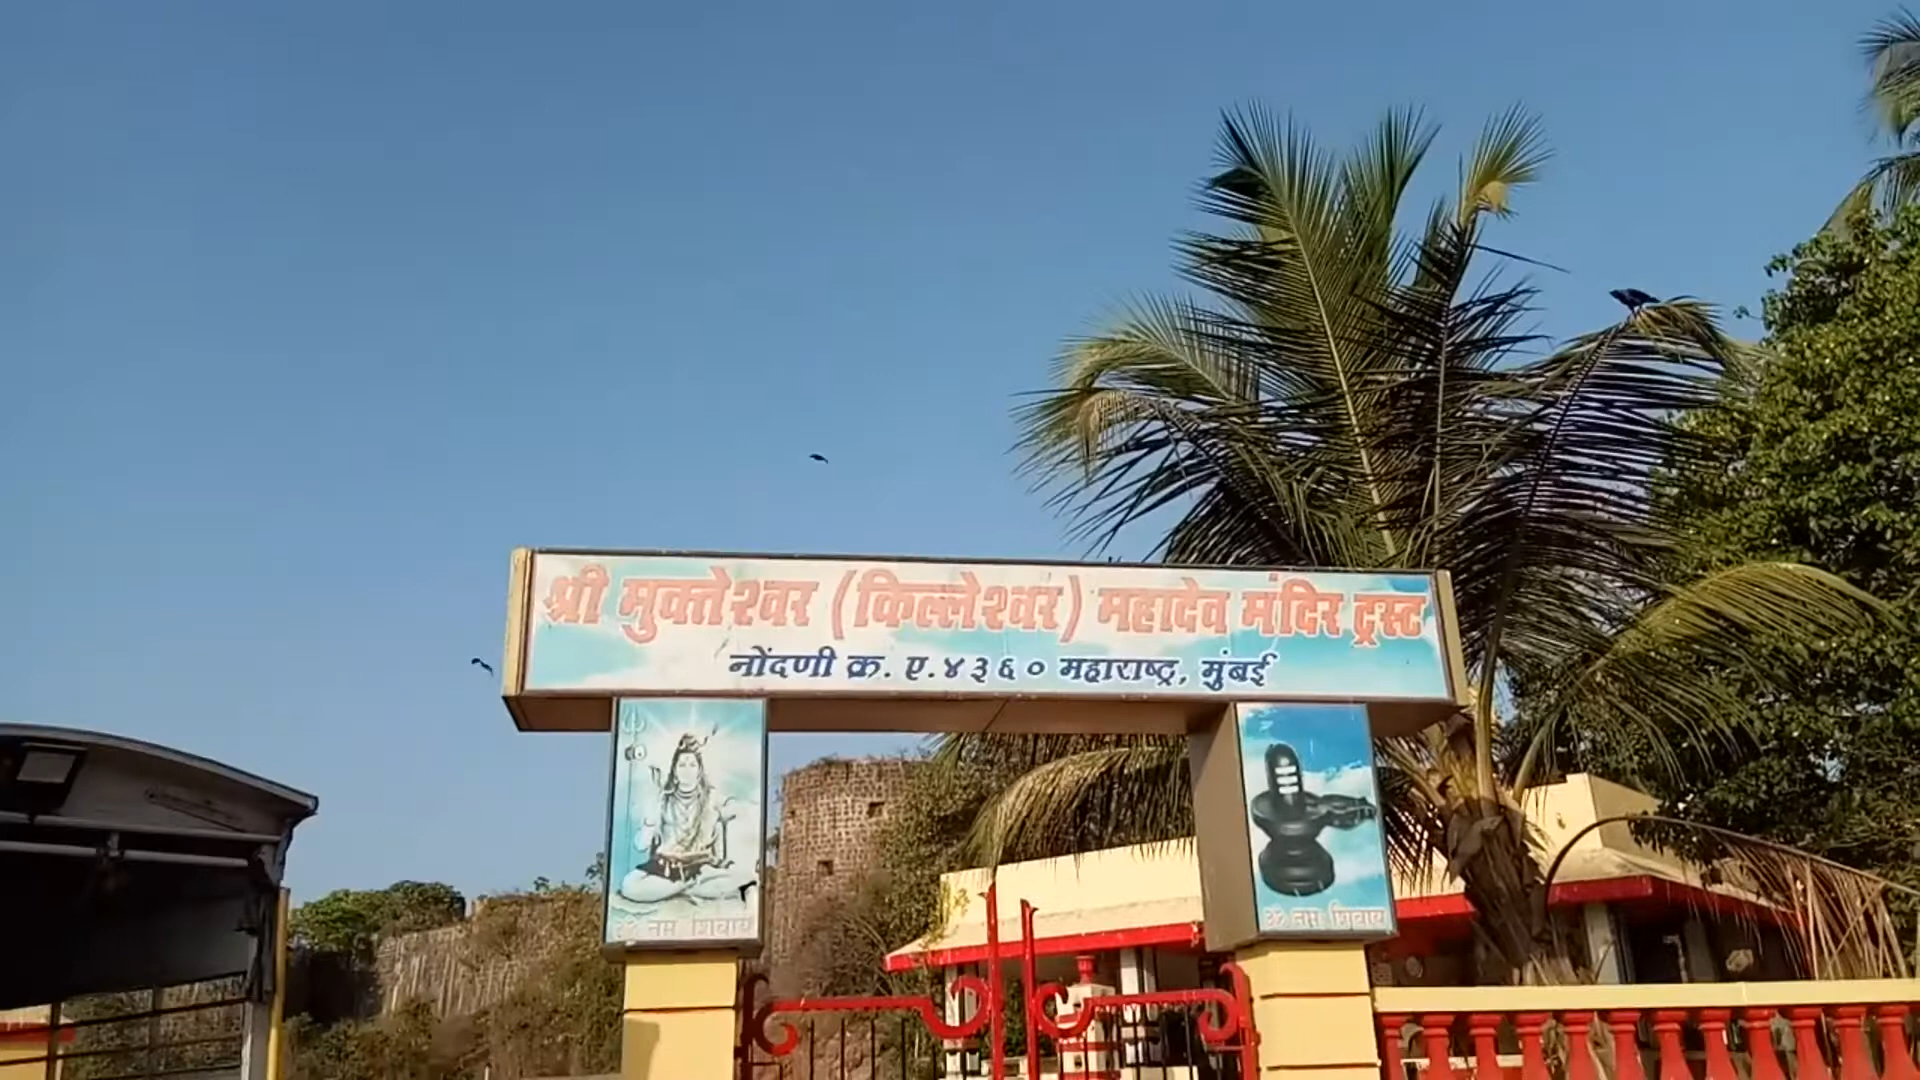 श्री मुक्तेश्वर (किल्लेश्वर) महादेव मंदिर ट्रस्ट
नोंदणी क्र. ए.४३६० महाराष्ट्र, मुंबई
ॐ नमः शिवाय
ॐ नमः शिवाय